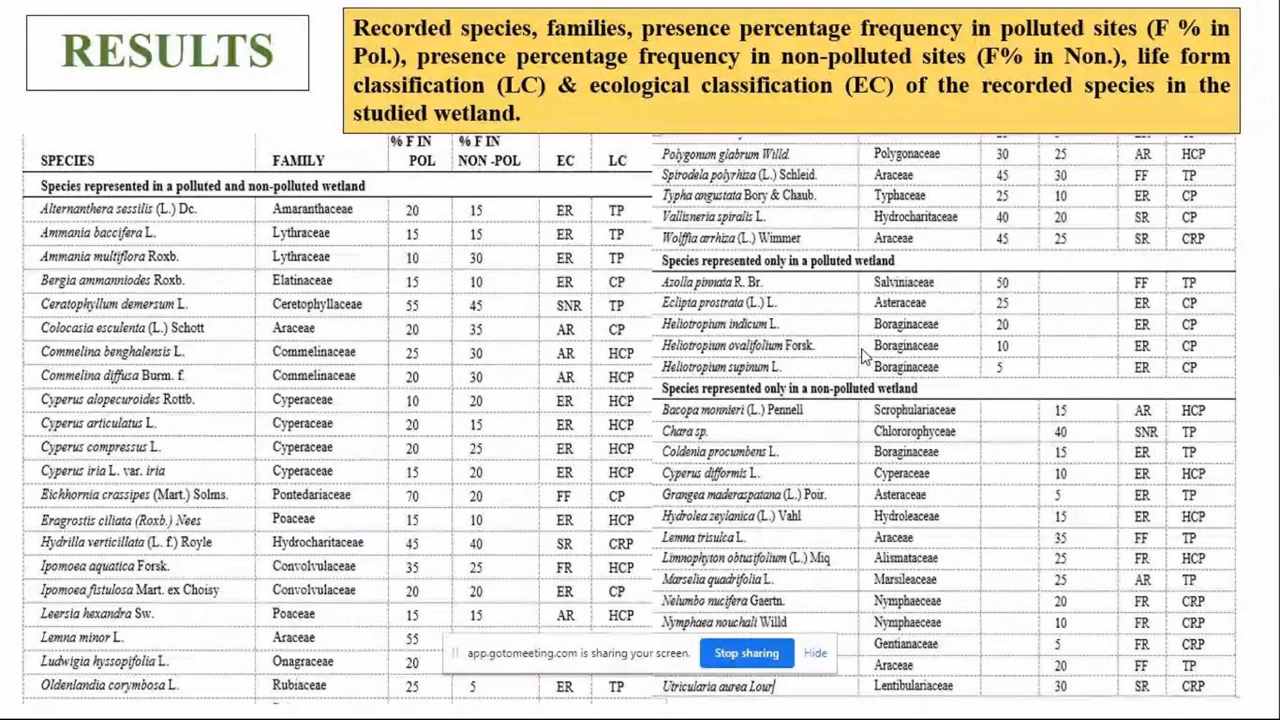 RESULTS
Recorded species, families, presence percentage frequency in polluted sites (F % in
Pol.), presence percentage frequency in non-polluted sites (F% in Non.), life form
classification (LC) & ecological classification (EC) of the recorded species in the
studied wetland.
% F IN % F IN
SPECIES FAMILY POL NON -POL EC LC
Species represented in a polluted and non-polluted wetland
Alternanthera sessilis (L.) Dc. Amaranthaceae 20 15 ER TP
Ammania baccifera L. Lythraceae 15 15 ER TP
Ammania multiflora Roxb. Lythraceae 10 30 ER TP
Bergia ammanniodes Roxb. Elatinaceae 15 10 ER CP
Ceratophyllum demersum L. Ceretophyllaceae 55 45 SNR TP
Colocasia esculenta (L.) Schott Araceae 20 35 AR CP
Commelina benghalensis L. Commelinaceae 25 30 AR HCP
Commelina diffusa Burm. f. Commelinaceae 20 30 AR HCP
Cyperus alopecuroides Rottb. Cyperaceae 10 20 ER HCP
Cyperus articulatus L. Cyperaceae 20 15 ER HCP
Cyperus compressus L. Cyperaceae 20 25 ER HCP
Cyperus iria L. var. iria Cyperaceae 15 20 ER HCP
Eichhornia crassipes (Mart.) Solms. Pontedariaceae 70 20 FF CP
Eragrostis ciliata (Roxb.) Nees Poaceae 15 10 ER HCP
Hydrilla verticillata (L. f.) Royle Hydrocharitaceae 45 40 SR CRP
Ipomoea aquatica Forsk. Convolvulaceae 35 25 FR HCP
Ipomoea fistulosa Mart. ex Choisy Convolvulaceae 20 20 ER CP
Leersia hexandra Sw. Poaceae 15 15 AR HCP
Lemna minor L. Araceae 55
Ludwigia hyssopifolia L. Onagraceae 20
Oldenlandia corymbosa L. Rubiaceae 25 5 ER TP
Polygonum glabrum Willd. Polygonaceae 30 25 AR HCP
Spirodela polyrhiza (L.) Schleid. Araceae 45 30 FF TP
Typha angustata Bory & Chaub. Typhaceae 25 10 ER CP
Vallisneria spiralis L. Hydrocharitaceae 40 20 SR CP
Wolffia arrhiza (L.) Wimmer Araceae 45 25 SR CRP
Species represented only in a polluted wetland
Azolla pinnata R. Br. Salviniaceae 50 FF TP
Eclipta prostrata (L.) L. Asteraceae 25 ER CP
Heliotropium indicum L. Boraginaceae 20 ER CP
Heliotropium ovalifolium Forsk. Boraginaceae 10 ER CP
Heliotropium supinum L. Boraginaceae 5 ER CP
Species represented only in a non-polluted wetland
Bacopa monnieri (L.) Pennell Scrophulariaceae 15 AR HCP
Chara sp. Chlororophyceae 40 SNR TP
Coldenia procumbens L. Boraginaceae 15 ER TP
Cyperus difformis L. Cyperaceae 10 ER HCP
Grangea maderaspatana (L.) Poir. Asteraceae 5 ER TP
Hydrolea zeylanica (L.) Vahl Hydroleaceae 15 ER HCP
Lemna trisulca L. Araceae 35 FF TP
Limnophyton obtusifolium (L.) Miq Alismataceae 25 FR HCP
Marselia quadrifolia L. Marsileaceae 25 AR TP
Nelumbo nucifera Gaertn. Nymphaeceae 20 FR CRP
Nymphaea nouchali Willd Nymphaeceae 10 FR CRP
Gentianaceae 5 FR CRP
Araceae 20 FF TP
Utricularia aurea Lour Lentibulariaceae 30 SR CRP
app.gotomeeting.com is sharing your screen. Stop sharing Hide